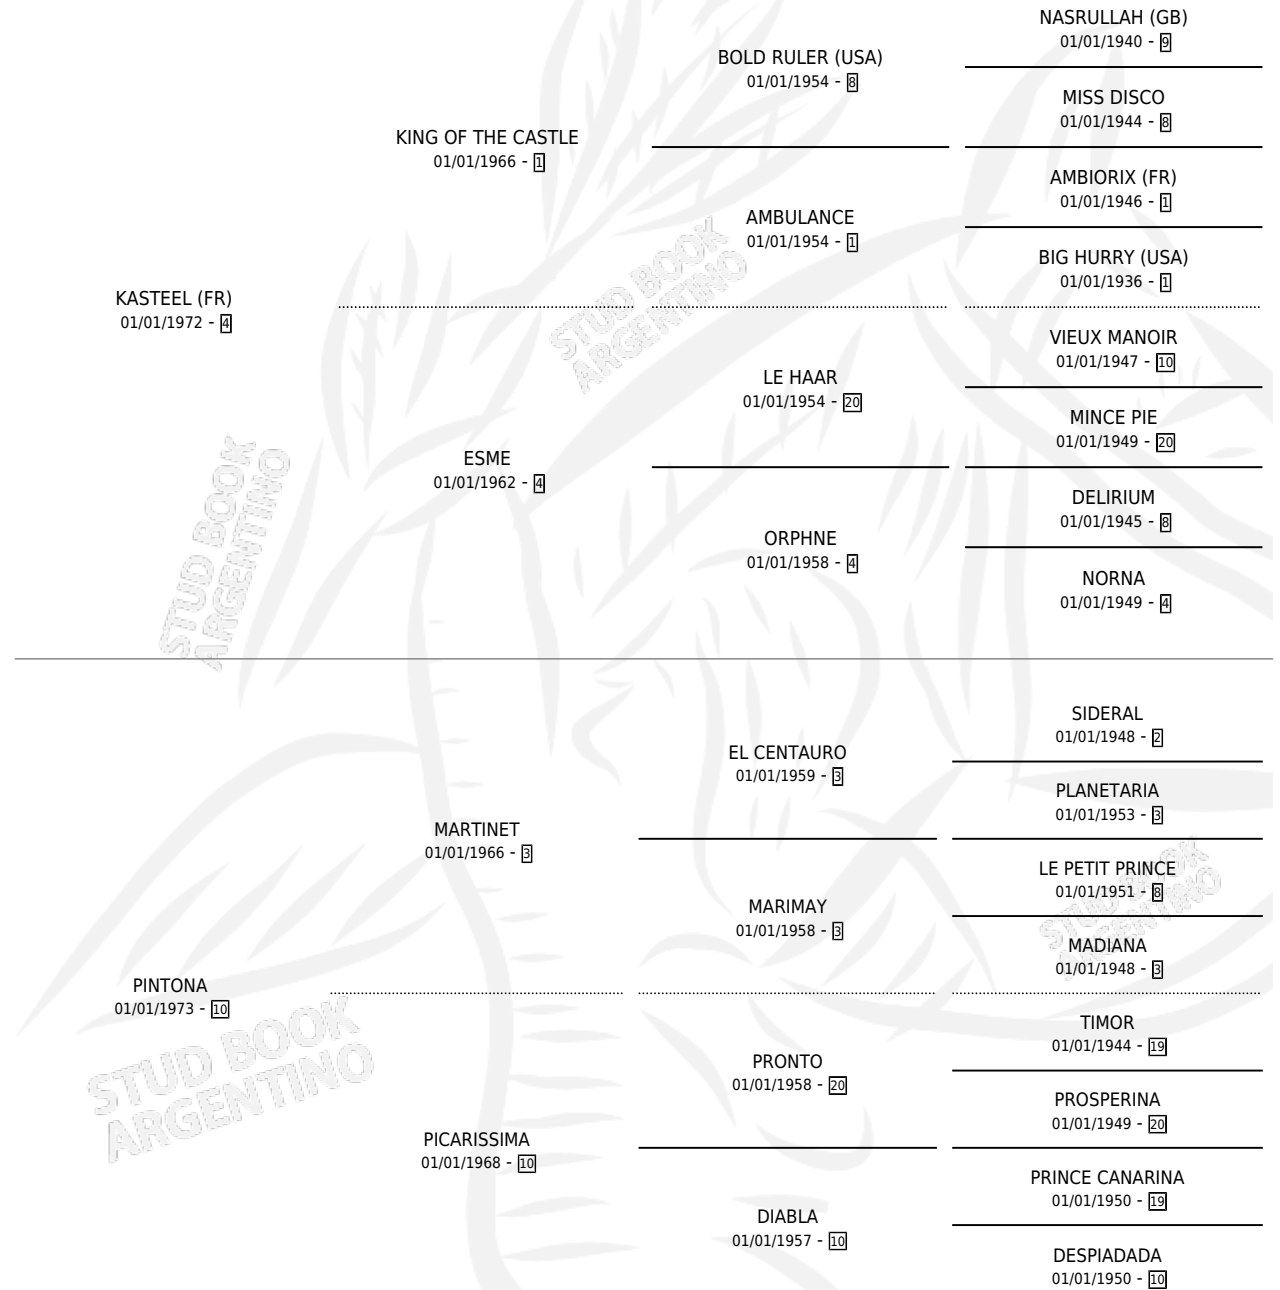 NASRULLAH (GB)
01/01/1940 - 9
BOLD RULER (USA)
01/01/1954 - 8
MISS DISCO
01/01/1944 - 8
KING OF THE CASTLE
01/01/1966 - 1
AMBIORIX (FR)
01/01/1946 - 1
AMBULANCE
01/01/1954 - 1
BIG HURRY (USA)
01/01/1936 - 1
KASTEEL (FR)
01/01/1972 - 4
VIEUX MANOIR
01/01/1947 - 10
LE HAAR
01/01/1954 - 20
MINCE PIE
01/01/1949 - 20
ESME
01/01/1962 - 4
DELIRIUM
01/01/1945 - 8
ORPHNE
01/01/1958 - 4
NORNA
01/01/1949 - 4
STUD BOOK
ARGENTINO
STUD BOOK
ARGENTINO
SIDERAL
01/01/1948 - 2
EL CENTAURO
01/01/1959 - 3
PLANETARIA
01/01/1953 - 3
MARTINET
01/01/1966 - 3
LE PETIT PRINCE
01/01/1951 - 8
MARIMAY
01/01/1958 - 3
MADIANA
01/01/1948 - 3
PINTONA
01/01/1973 - 10
TIMOR
01/01/1944 - 19
PRONTO
01/01/1958 - 20
PROSPERINA
01/01/1949 - 20
PICARISSIMA
01/01/1968 - 10
PRINCE CANARINA
01/01/1950 - 19
DIABLA
01/01/1957 - 10
DESPIADADA
01/01/1950 - 10
STUD BOOK
ARGENTINO
STUD BOOK
ARGENTINO